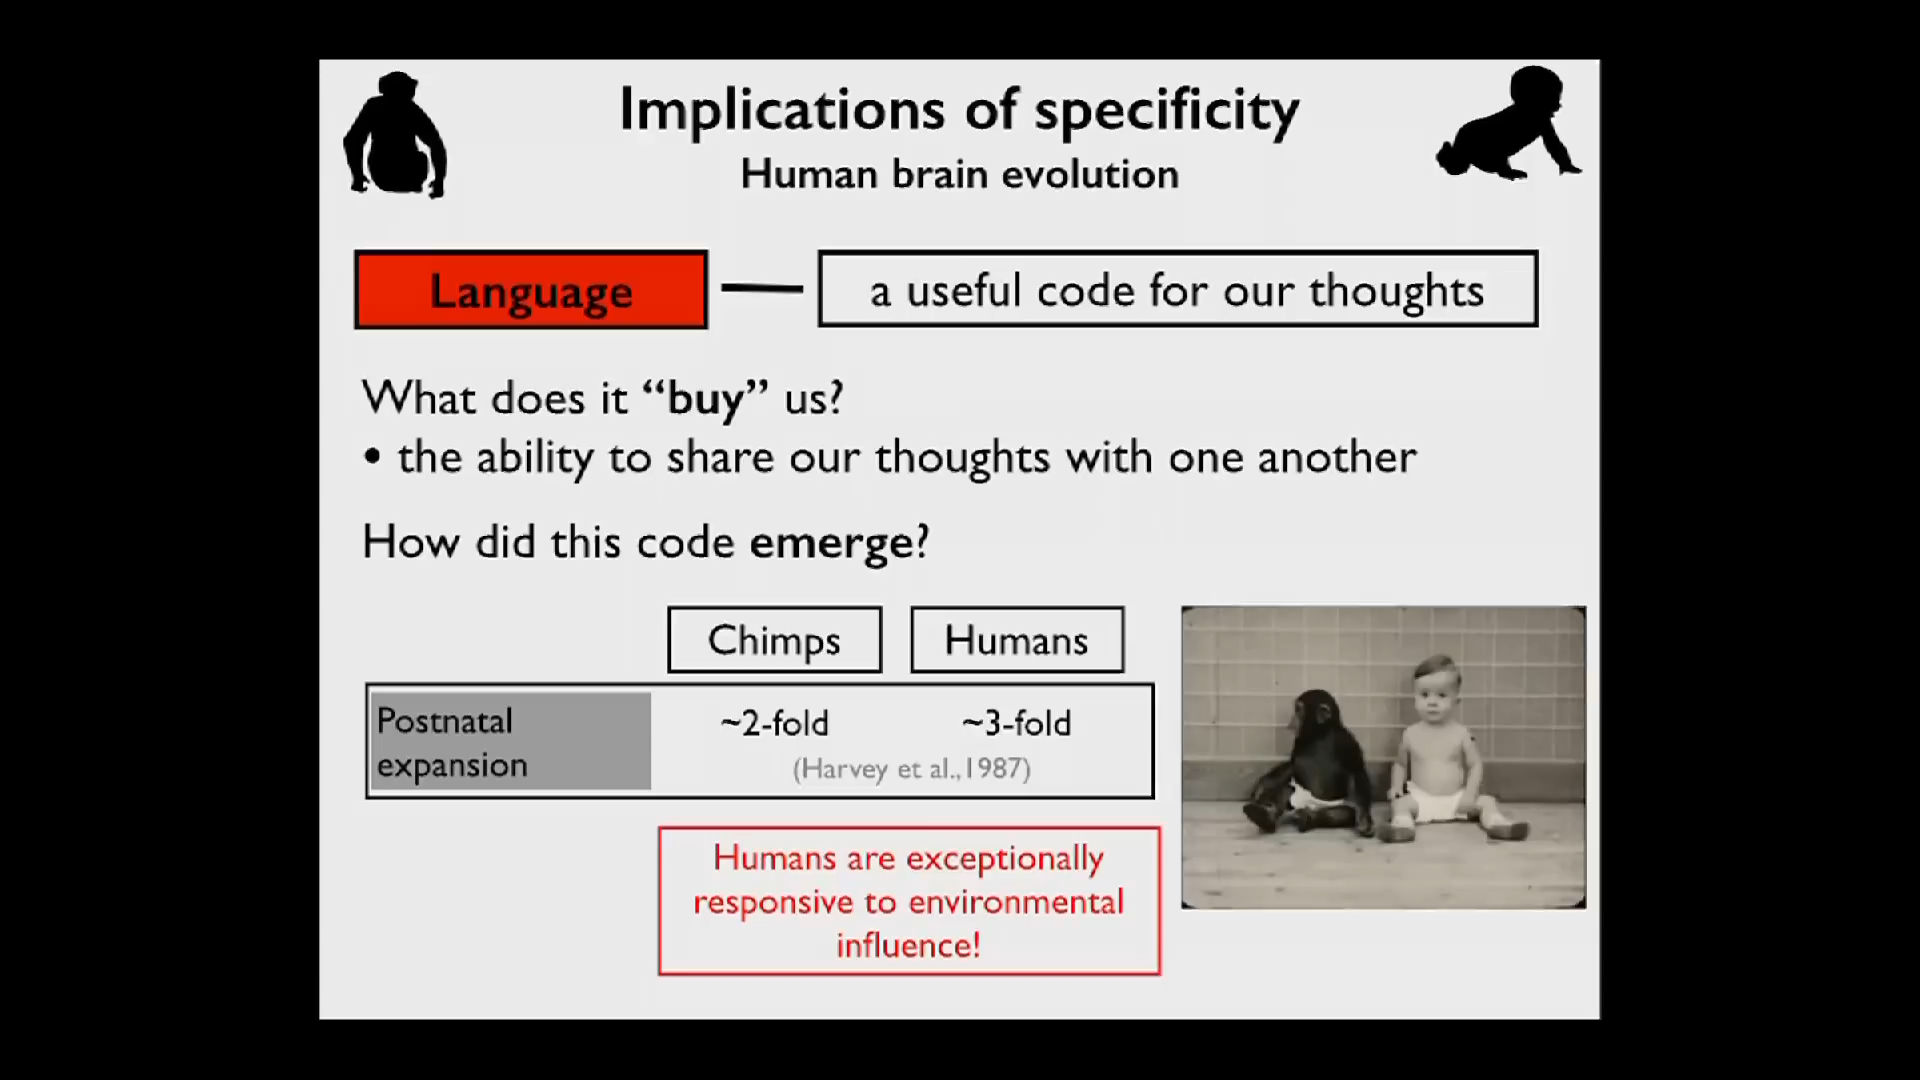 Implications of specificity
Human brain evolution
Language
a useful code for our thoughts
What does it “buy” us?
• the ability to share our thoughts with one another
How did this code emerge?
Chimps
Humans
Postnatal
expansion
~2-fold
~3-fold
(Harvey et al.,1987)
Humans are exceptionally
responsive to environmental
influence!